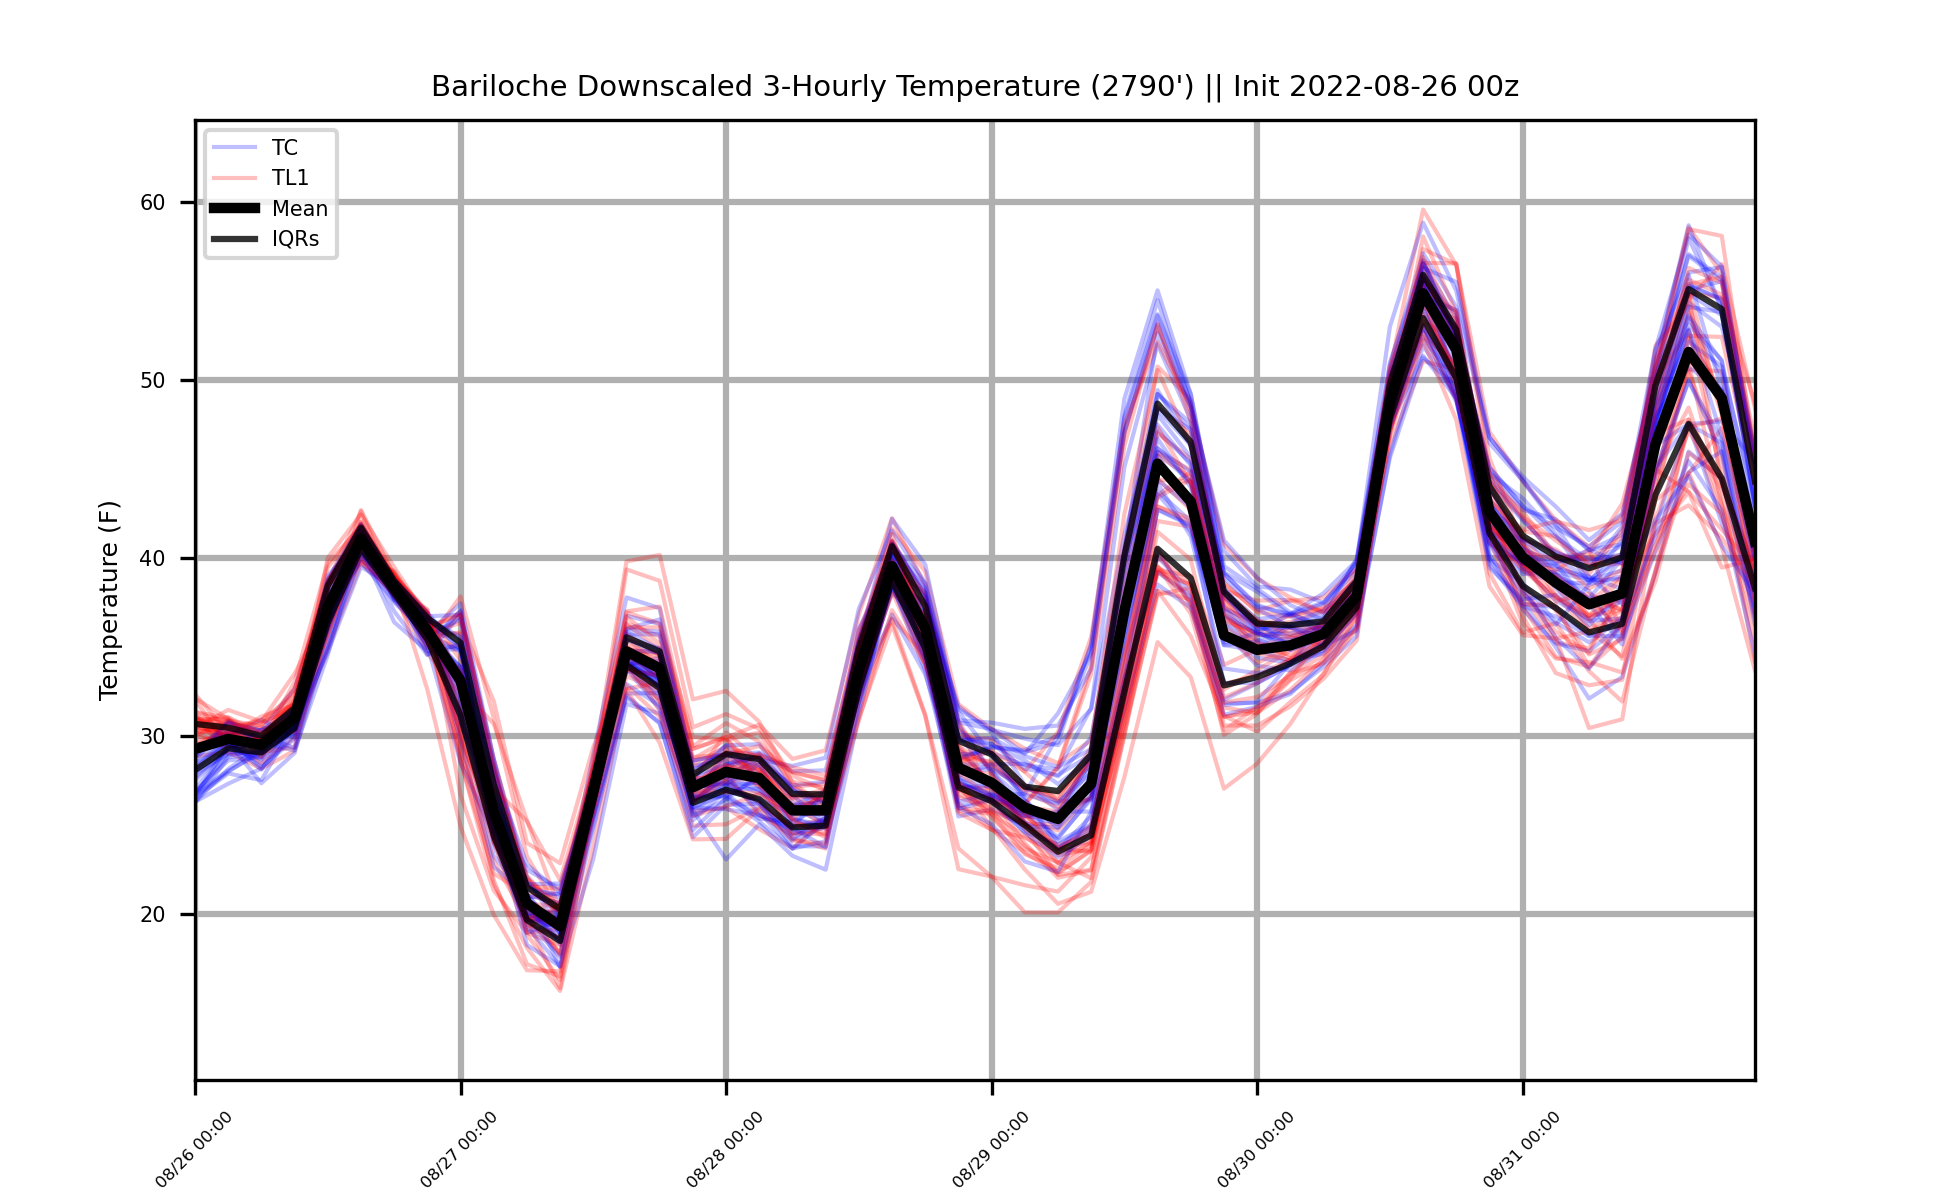 Bariloche Downscaled 3-Hourly Temperature (2790') || Init 2022-08-26 00z
TC
TL1
Mean
IQRs
Temperature (F)
60
50
40
30
20
08/26 00:00
08/27 00:00
08/28 00:00
08/29 00:00
08/30 00:00
08/31 00:00